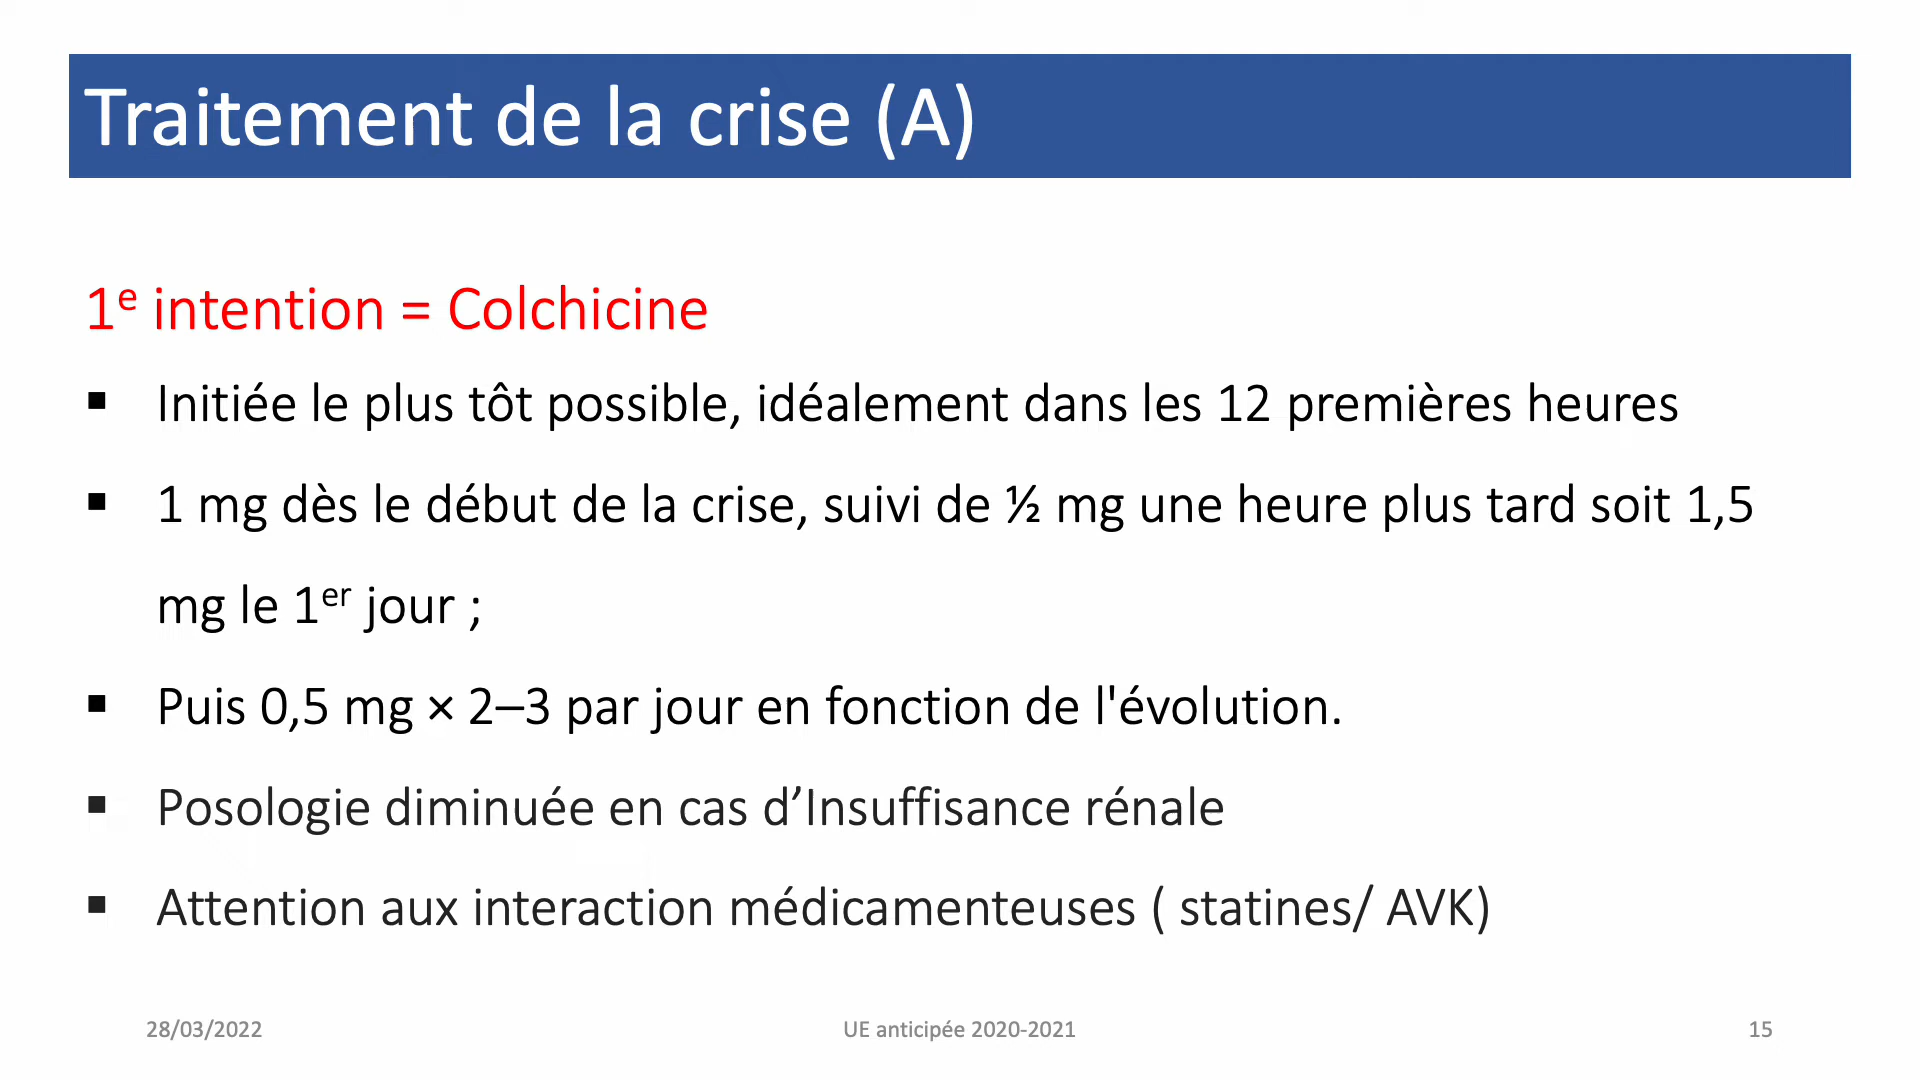 Traitement de la crise (A)
1e intention = Colchicine
▪ Initiée le plus tôt possible, idéalement dans les 12 premières heures
▪ 1 mg dès le début de la crise, suivi de ½ mg une heure plus tard soit 1,5
mg le 1er jour ;
▪ Puis 0,5 mg × 2–3 par jour en fonction de l'évolution.
▪ Posologie diminuée en cas d’Insuffisance rénale
▪ Attention aux interaction médicamenteuses ( statines/ AVK)
28/03/2022
UE anticipée 2020-2021
15